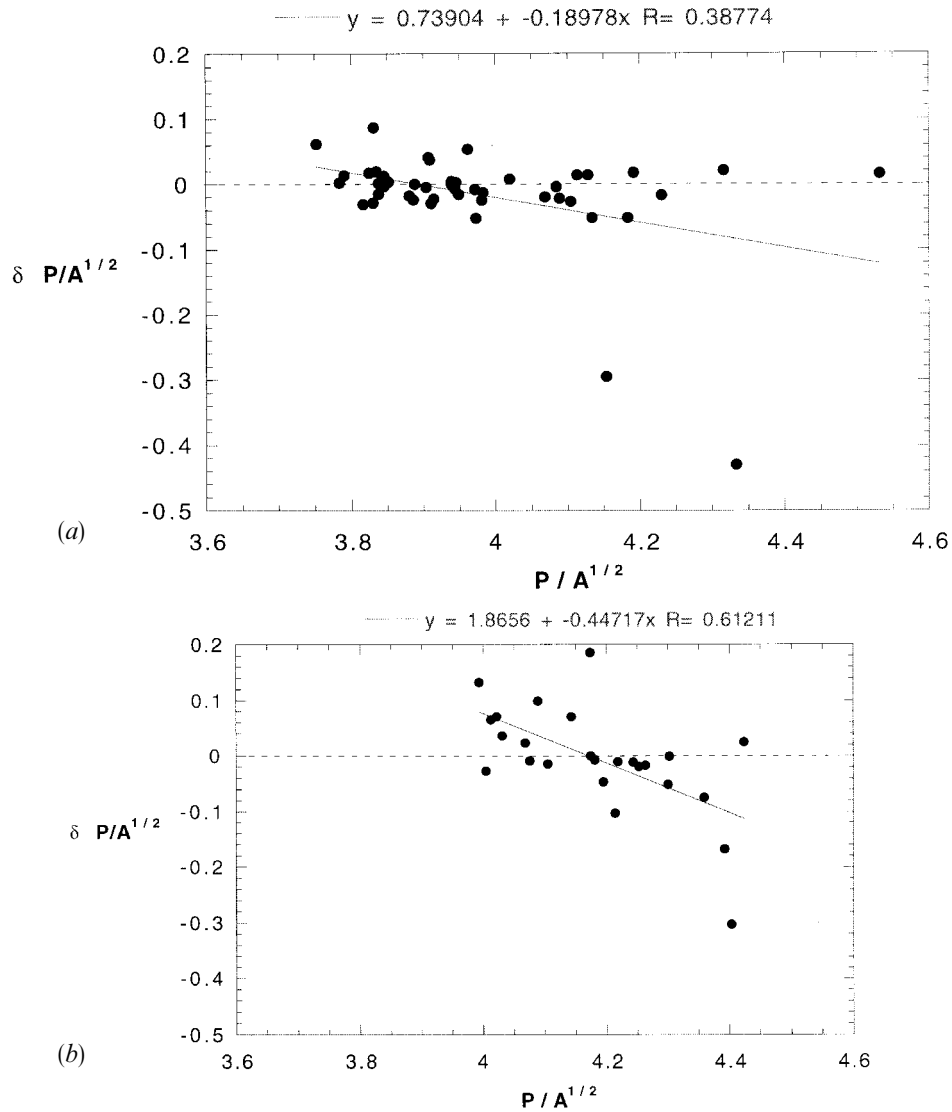 y = 0.73904 + -0.18978x R= 0.38774
0.2
0.1
0
-0.1
-0.2
-0.3
-0.4
-0.5
δ P/A1/2
3.6 3.8 4 4.2 4.4 4.6
P / A1/2
(a)
y = 1.8656 + -0.44717x R= 0.61211
0.2
0.1
0
-0.1
-0.2
-0.3
-0.4
-0.5
δ P/A1/2
3.6 3.8 4 4.2 4.4 4.6
P / A1/2
(b)